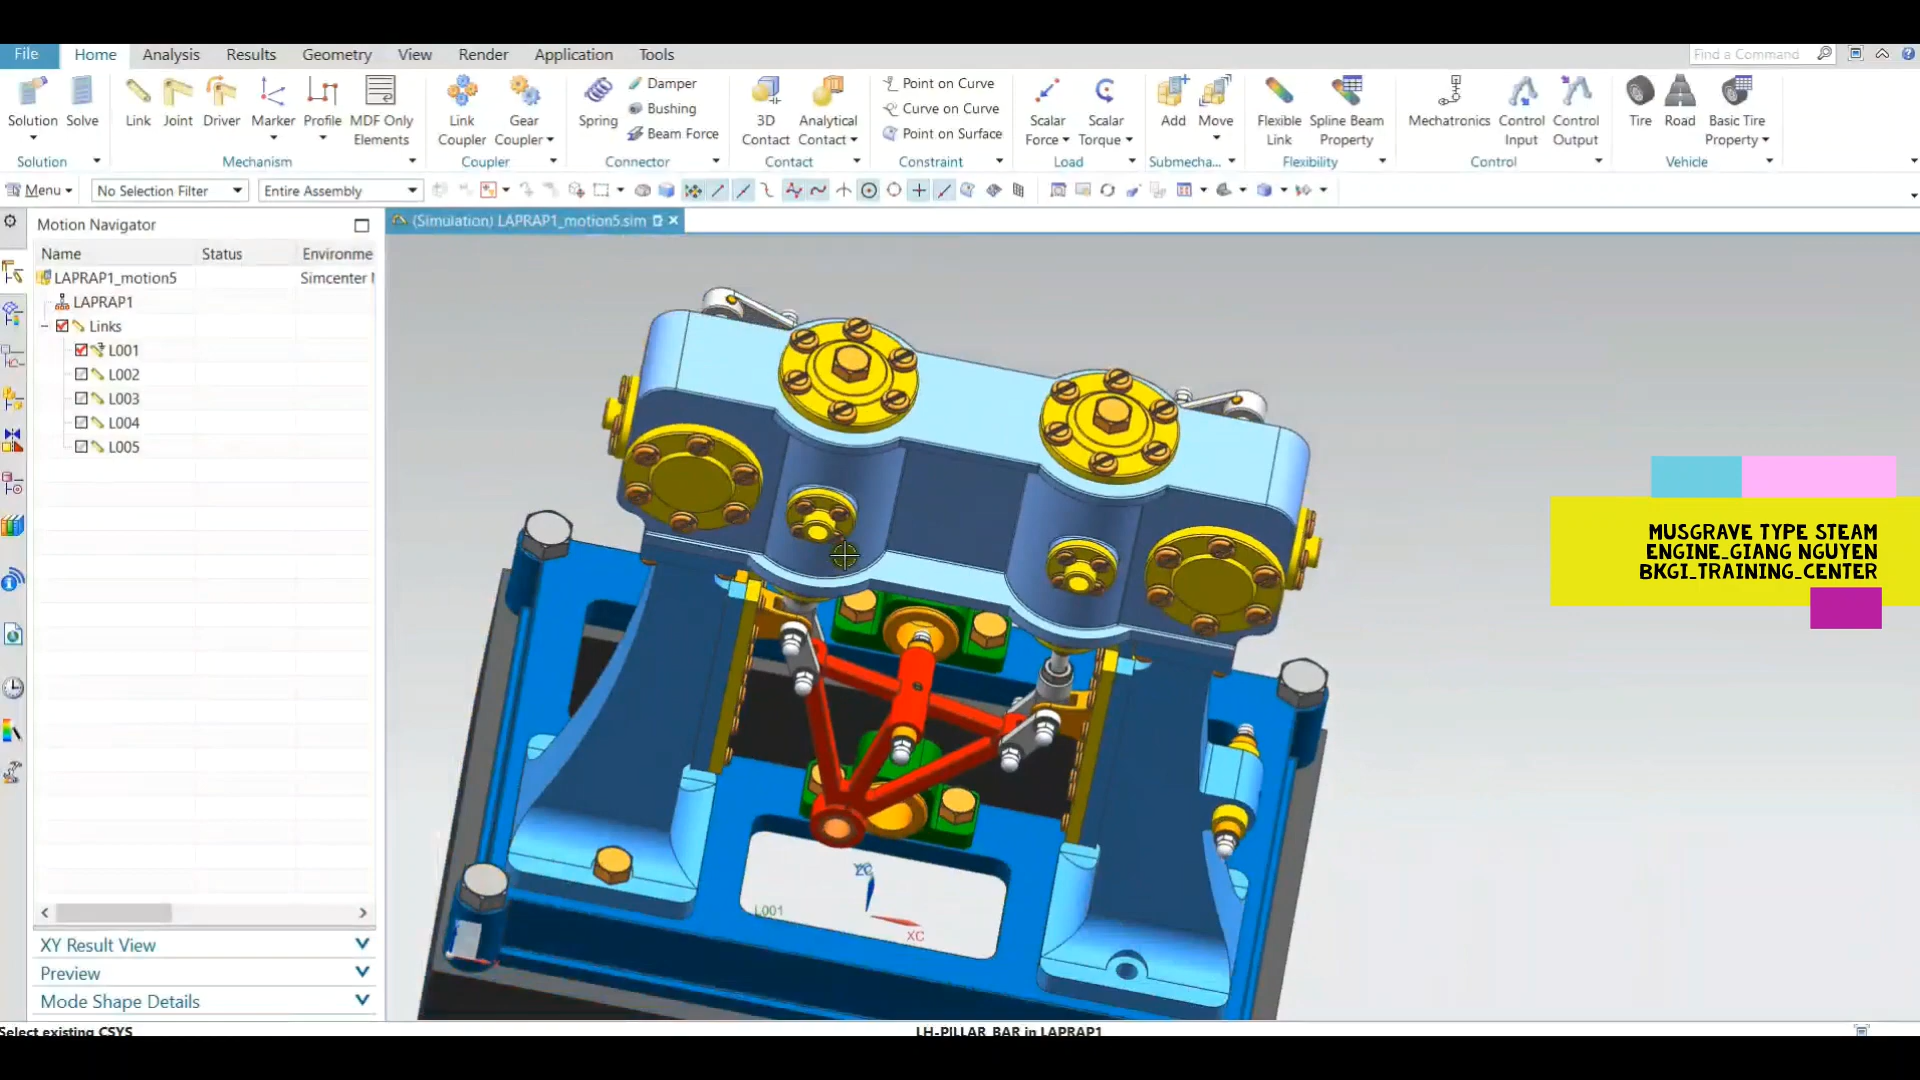 File Home Analysis Results Geometry View Render Application Tools Find a Command
Solution Solve Link Joint Driver Marker Profile MDF Only Elements Link Coupler Gear Coupler Spring Damper Bushing Beam Force 3D Contact Analytical Contact Point on Curve Curve on Curve Point on Surface Scalar Force Scalar Torque Add Move Flexible Link Spline Beam Property Mechatronics Control Input Control Output Tire Road Basic Tire Property
Solution Mechanism Coupler Connector Contact Constraint Load Submecha... Flexibility Control Vehicle
Menu No Selection Filter Entire Assembly
Motion Navigator
(Simulation) LAPRAP1_motion5.sim
Name Status Environme
LAPRAP1_motion5 Simcenter
LAPRAP1
Links
L001
L002
L003
L004
L005
MUSGRAVE TYPE STEAM
ENGINE_GIANG NGUYEN
BKGI_TRAINING_CENTER
L001
XC
XY Result View
Preview
Mode Shape Details
Select existing CSYS LH-PILLAR_BAR in LAPRAP1